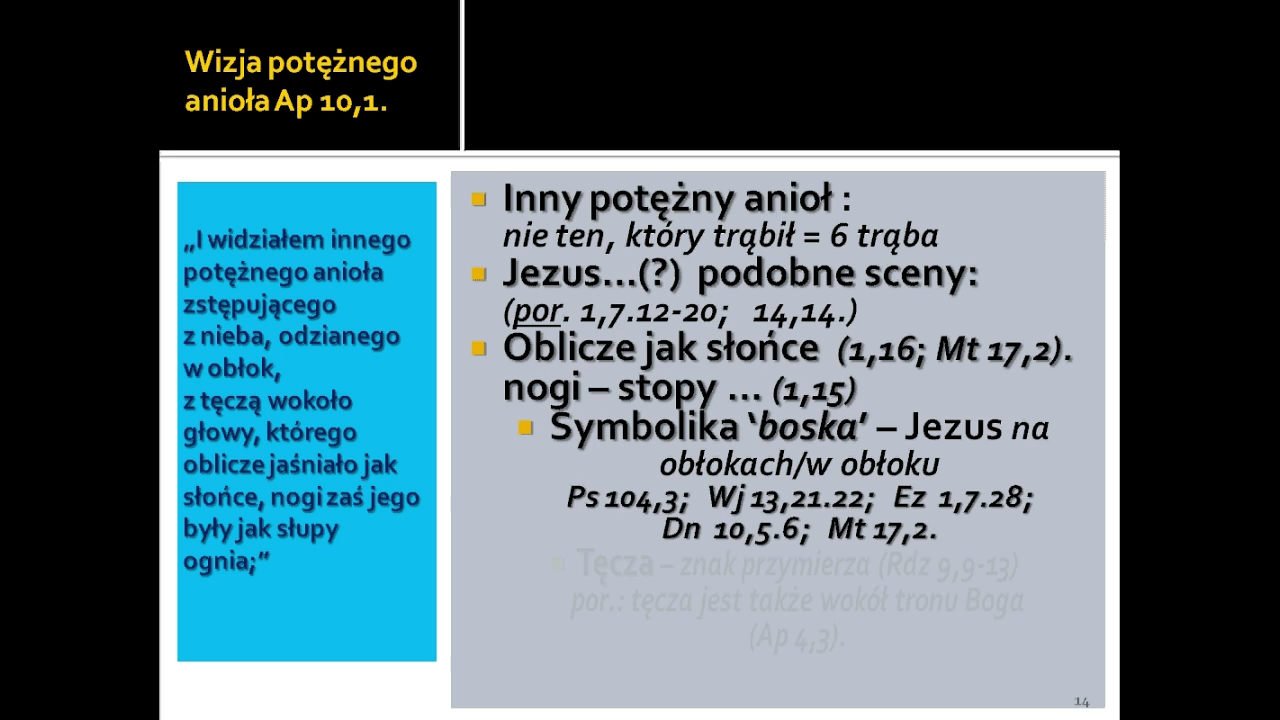 Wizja potężnego
anioła Ap 10,1.
„I widziałem innego
potężnego anioła
zstępującego
z nieba, odzianego
w obłok,
z tęczą wokoło
głowy, którego
oblicze jaśniało jak
słońce, nogi zaś jego
były jak słupy
ognia;”
Inny potężny anioł :
nie ten, który trąbił = 6 trąba
Jezus...(?) podobne sceny:
(por. 1,7.12-20; 14,14.)
Oblicze jak słońce (1,16; Mt 17,2).
nogi – stopy ... (1,15)
Symbolika ‘boska’ – Jezus na
obłokach/w obłoku
Ps 104,3; Wj 13,21.22; Ez 1,7.28;
Dn 10,5.6; Mt 17,2.
Tęcza – znak przymierza (Rdz 9,9-13)
por.: tęcza jest także wokół tronu Boga
(Ap 4,3).
14